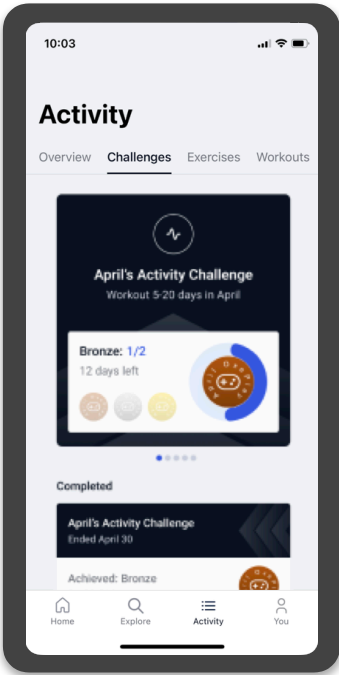 10:03
Activity
Overview Challenges Exercises Workouts
April's Activity Challenge
Workout 5-20 days in April
Bronze: 1/2
12 days left
Completed
April's Activity Challenge
Ended April 30
Achieved: Bronze
Home Explore Activity You